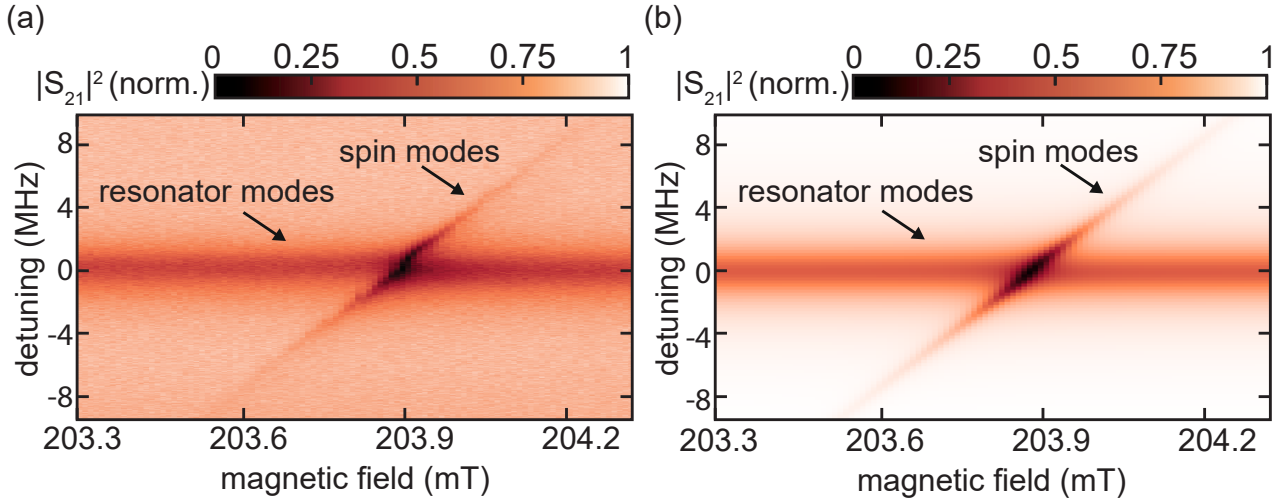 (a)
0 0.25 0.5 0.75 1
|S₂₁|² (norm.)
8
4
0
-4
-8
detuning (MHz)
resonator modes
spin modes
203.3 203.6 203.9 204.2
magnetic field (mT)
(b)
0 0.25 0.5 0.75 1
|S₂₁|² (norm.)
8
4
0
-4
-8
detuning (MHz)
resonator modes
spin modes
203.3 203.6 203.9 204.2
magnetic field (mT)